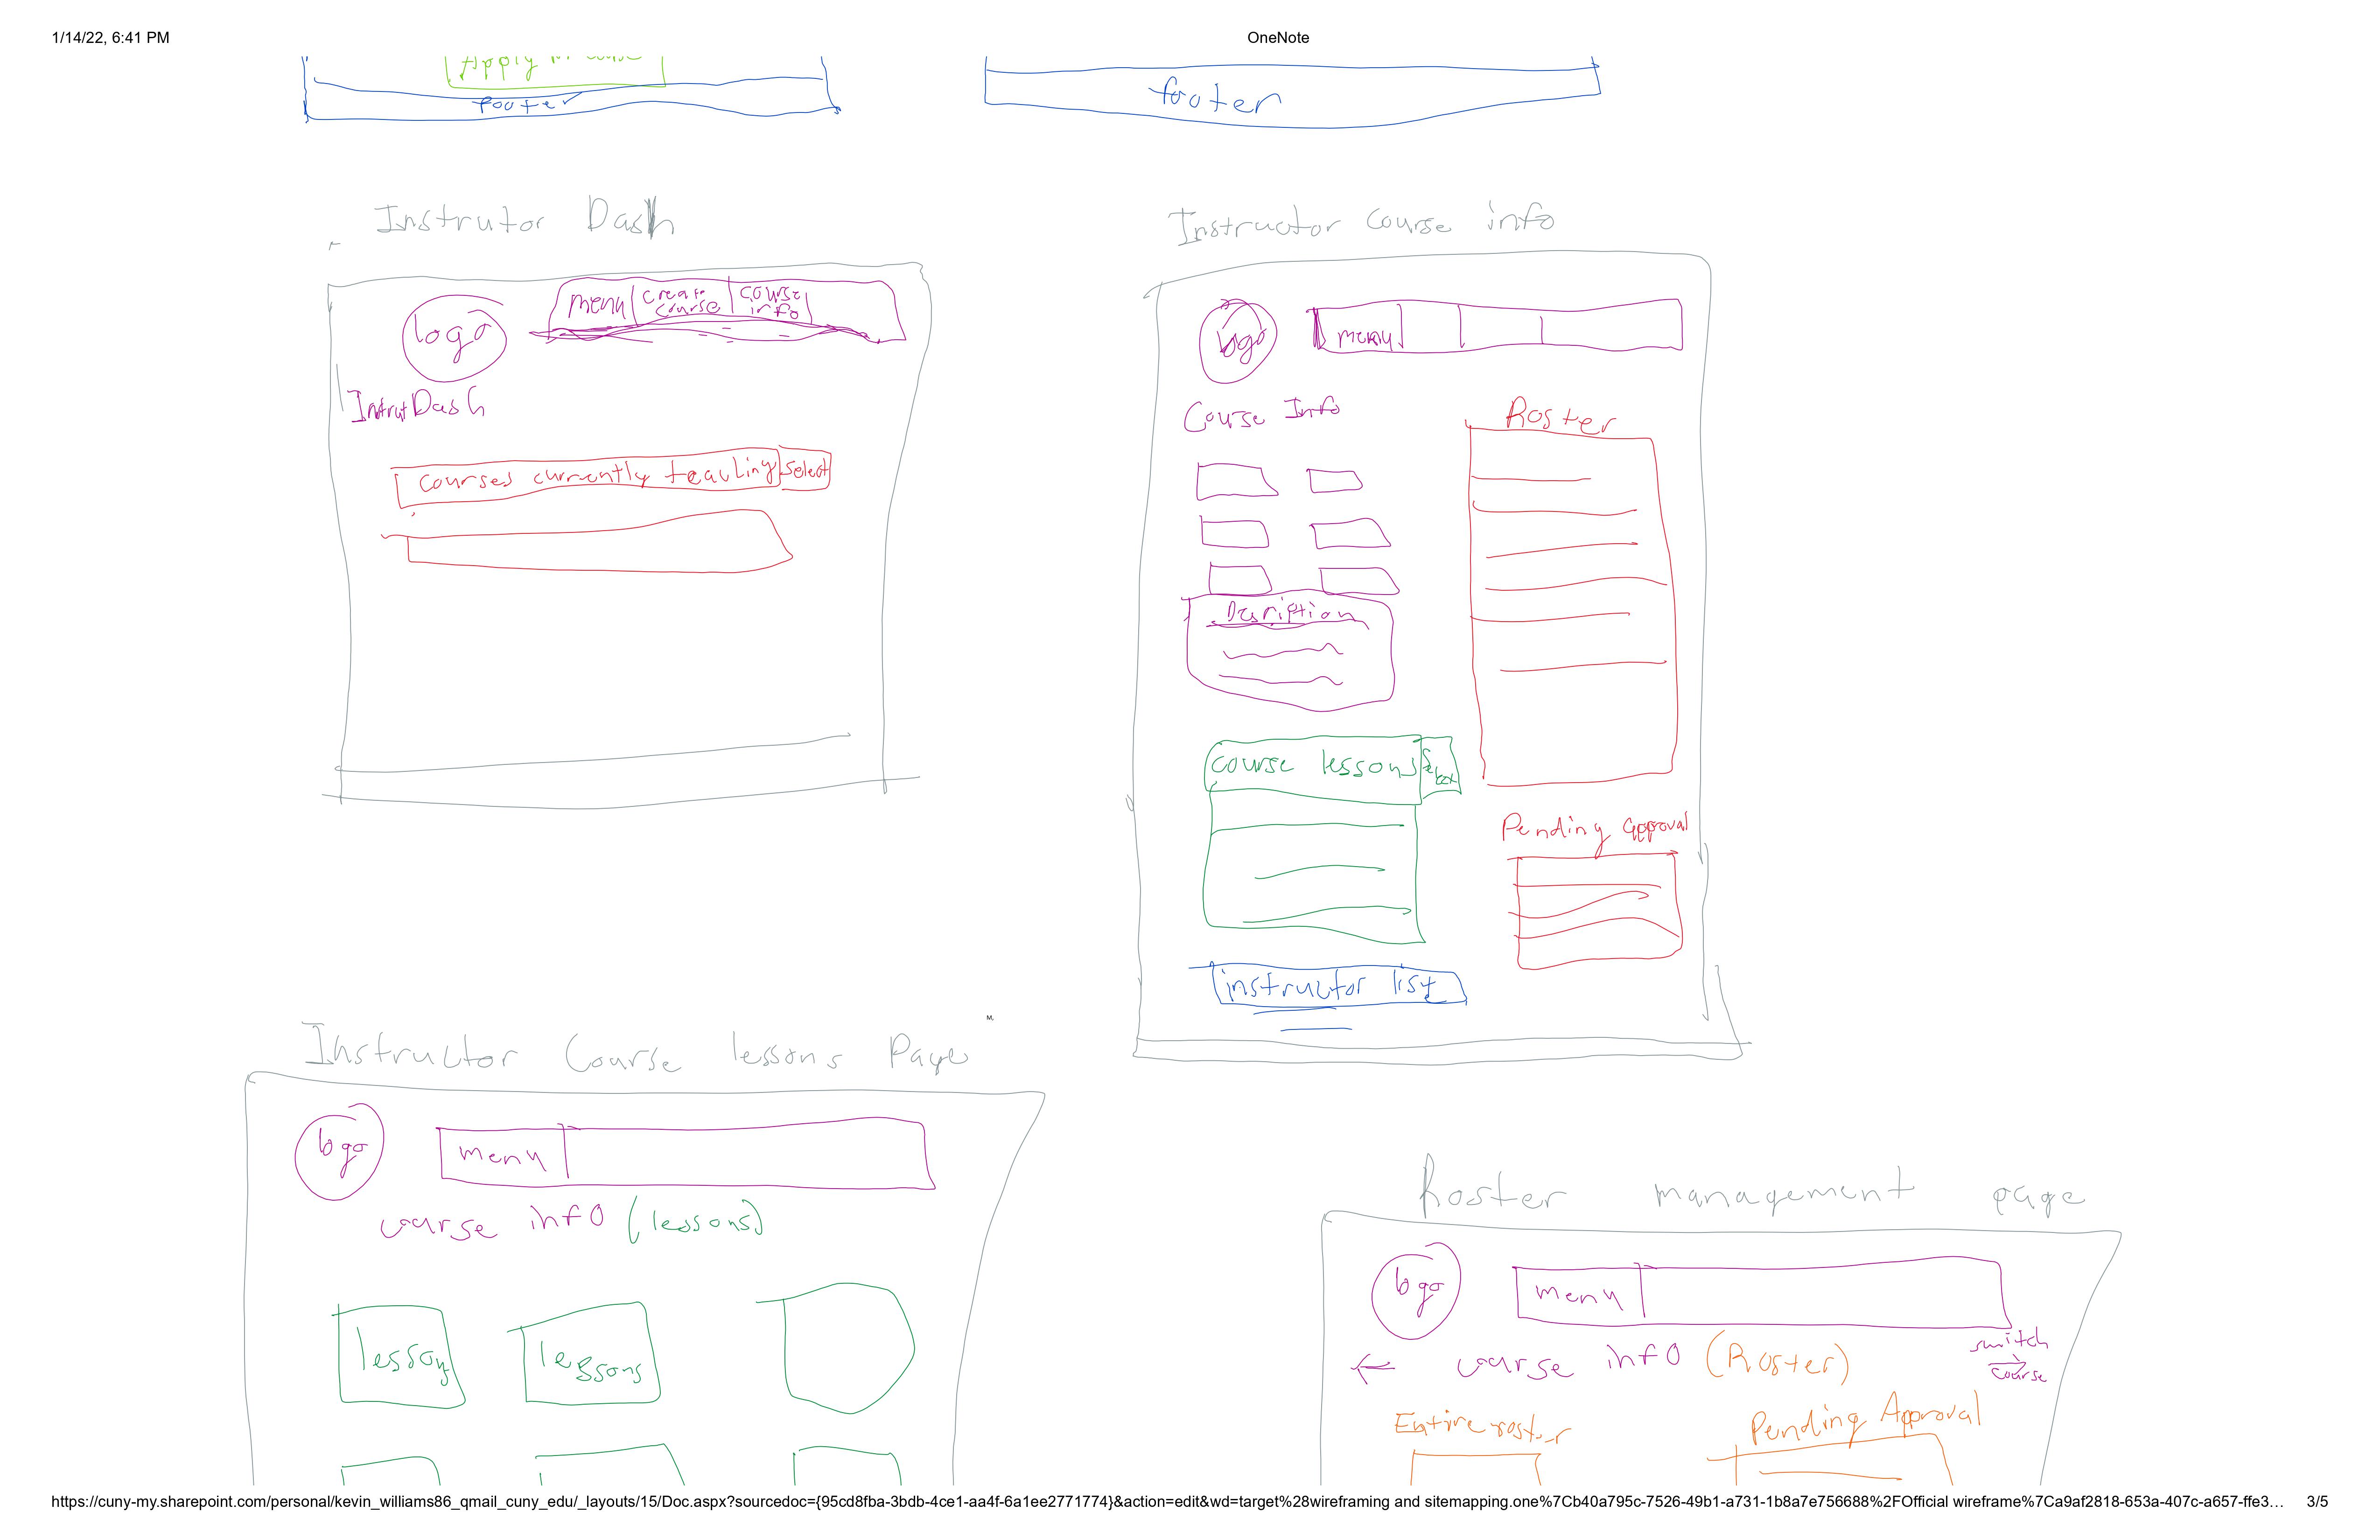 1/14/22, 6:41 PM
OneNote
Apply
footer
footer
Instrutor Dash
logo
menu
create course
course info
Dash
courses currently teauling
select
Instructor course info
logo
menu
Course Info
Roster
Desription
course lessons
Pending approval
instructor list
M,
Instructor Course lessons Page
logo
menu
course info (lessons)
lesson
lessons
Roster management page
logo
menu
switch
course
course info (Roster)
Entire roster
Pending Approval
https://cuny-my.sharepoint.com/personal/kevin_williams86_qmail_cuny_edu/_layouts/15/Doc.aspx?sourcedoc={95cd8fba-3bdb-4ce1-aa4f-6a1ee2771774}&action=edit&wd=target%28wireframing and sitemapping.one%7Cb40a795c-7526-49b1-a731-1b8a7e756688%2FOfficial wireframe%7Ca9af2818-653a-407c-a657-ffe3… 3/5